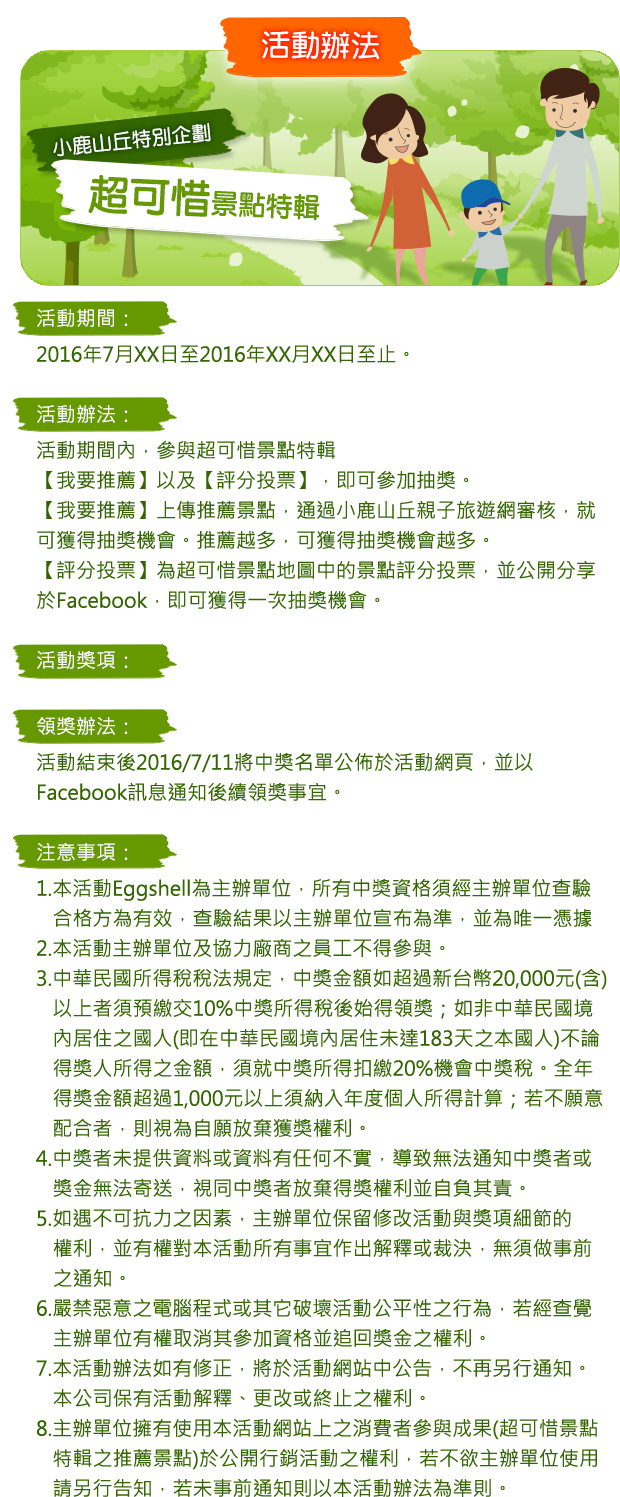 活動辦法
小鹿山丘特別企劃
超可惜景點特輯
活動期間：
2016年7月XX日至2016年XX月XX日至止。
活動辦法：
活動期間內，參與超可惜景點特輯
【我要推薦】以及【評分投票】，即可參加抽獎。
【我要推薦】上傳推薦景點，通過小鹿山丘親子旅遊網審核，就
可獲得抽獎機會。推薦越多，可獲得抽獎機會越多。
【評分投票】為超可惜景點地圖中的景點評分投票，並公開分享
於Facebook，即可獲得一次抽獎機會。
活動獎項：
領獎辦法：
活動結束後2016/7/11將中獎名單公佈於活動網頁，並以
Facebook訊息通知後續領獎事宜。
注意事項：
1.本活動Eggshell為主辦單位，所有中獎資格須經主辦單位查驗
合格方為有效，查驗結果以主辦單位宣布為準，並為唯一憑據
2.本活動主辦單位及協力廠商之員工不得參與。
3.中華民國所得稅稅法規定，中獎金額如超過新台幣20,000元(含)
以上者須預繳交10%中獎所得稅後始得領獎；如非中華民國境
內居住之國人(即在中華民國境內居住未達183天之本國人)不論
得獎人所得之金額，須就中獎所得扣繳20%機會中獎稅。全年
得獎金額超過1,000元以上須納入年度個人所得計算；若不願意
配合者，則視為自願放棄獲獎權利。
4.中獎者未提供資料或資料有任何不實，導致無法通知中獎者或
獎金無法寄送，視同中獎者放棄得獎權利並自負其責。
5.如遇不可抗力之因素，主辦單位保留修改活動與獎項細節的
權利，並有權對本活動所有事宜作出解釋或裁決，無須做事前
之通知。
6.嚴禁惡意之電腦程式或其它破壞活動公平性之行為，若經查覺
主辦單位有權取消其參加資格並追回獎金之權利。
7.本活動辦法如有修正，將於活動網站中公告，不再另行通知。
本公司保有活動解釋、更改或終止之權利。
8.主辦單位擁有使用本活動網站上之消費者參與成果(超可惜景點
特輯之推薦景點)於公開行銷活動之權利，若不欲主辦單位使用
請另行告知，若未事前通知則以本活動辦法為準則。